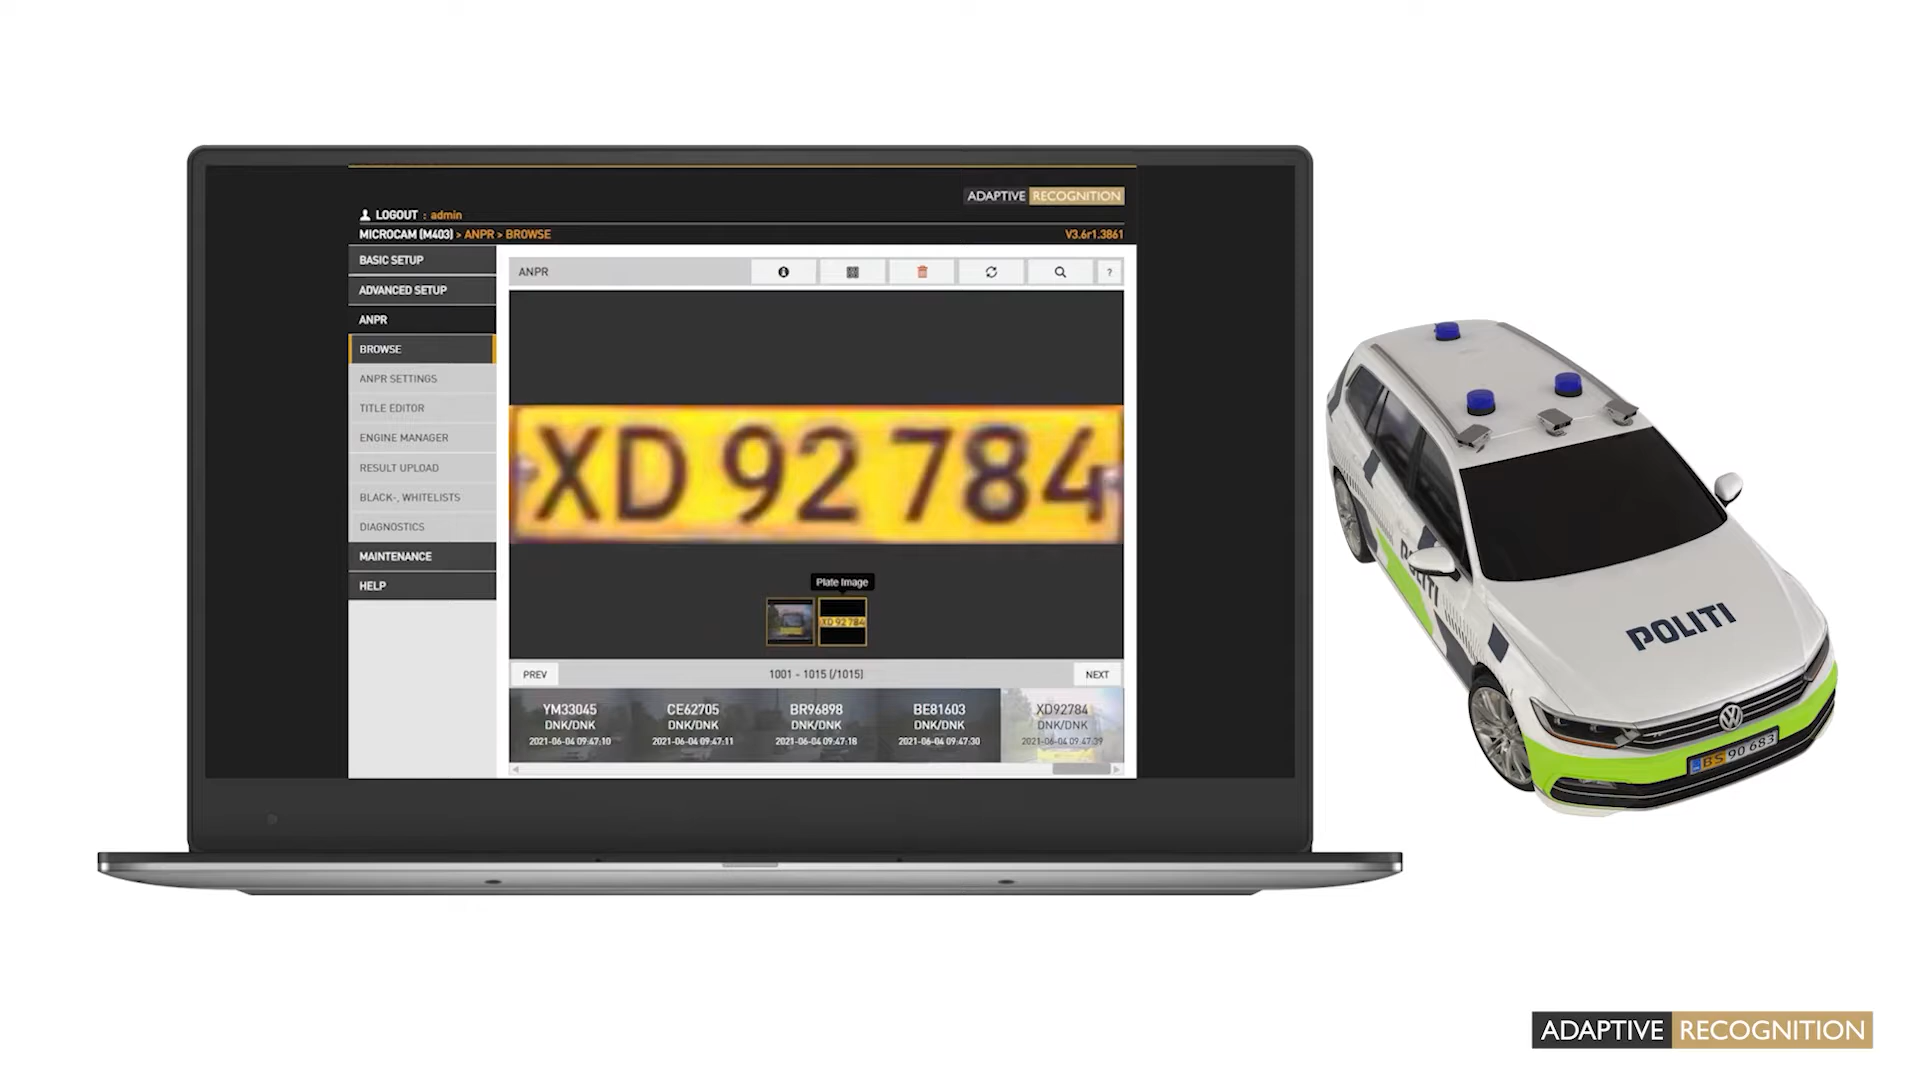 ADAPTIVE RECOGNITION
LOGOUT : admin
MICROCAM (M403) > ANPR > BROWSE
V3.6r1.3861
BASIC SETUP
ADVANCED SETUP
ANPR
BROWSE
ANPR SETTINGS
TITLE EDITOR
ENGINE MANAGER
RESULT UPLOAD
BLACK-, WHITELISTS
DIAGNOSTICS
MAINTENANCE
HELP
ANPR
?
XD 92 784
Plate Image
XD 92 784
PREV
1001 - 1015 (/1015)
NEXT
YM33045
DNK/DNK
2021-06-04 09:47:10
CE62705
DNK/DNK
2021-06-04 09:47:11
BR96898
DNK/DNK
2021-06-04 09:47:18
BE81603
DNK/DNK
2021-06-04 09:47:30
XD92784
DNK/DNK
2021-06-04 09:47:39
POLITI
POLITI
BS 90 683
ADAPTIVE RECOGNITION